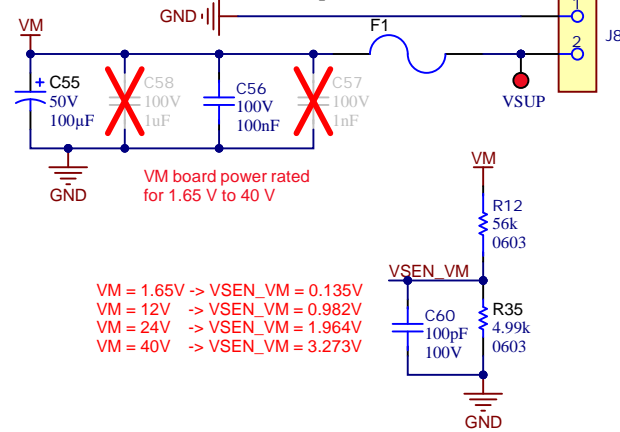 1
GND
F1
VM
2
J8
+ C55
50V
100µF
C58
100V
1uF
C56
100V
100nF
C57
100V
1nF
VSUP
GND
VM board power rated
for 1.65 V to 40 V
VM
R12
56k
0603
VSEN_VM
VM = 1.65V -> VSEN_VM = 0.135V
VM = 12V -> VSEN_VM = 0.982V
VM = 24V -> VSEN_VM = 1.964V
VM = 40V -> VSEN_VM = 3.273V
C60
100pF
100V
R35
4.99k
0603
GND